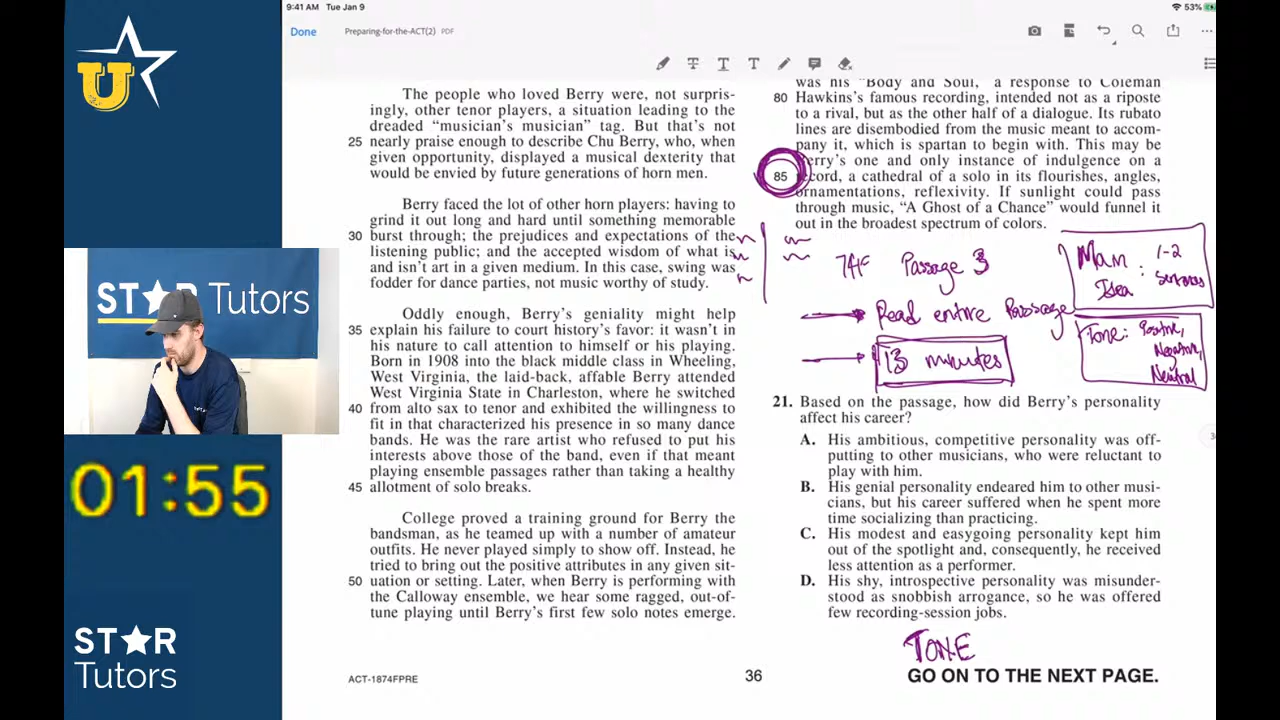 9:41 AM Tue Jan 9
53%
Done
Preparing-for-the-ACT(2) PDF
U
The people who loved Berry were, not surpris-
ingly, other tenor players, a situation leading to the
dreaded “musician’s musician” tag. But that’s not
25 nearly praise enough to describe Chu Berry, who, when
given opportunity, displayed a musical dexterity that
would be envied by future generations of horn men.
Berry faced the lot of other horn players: having to
grind it out long and hard until something memorable
30 burst through; the prejudices and expectations of the
listening public; and the accepted wisdom of what is
and isn’t art in a given medium. In this case, swing was
fodder for dance parties, not music worthy of study.
Oddly enough, Berry’s geniality might help
35 explain his failure to court history’s favor: it wasn’t in
his nature to call attention to himself or his playing.
Born in 1908 into the black middle class in Wheeling,
West Virginia, the laid-back, affable Berry attended
West Virginia State in Charleston, where he switched
40 from alto sax to tenor and exhibited the willingness to
fit in that characterized his presence in so many dance
bands. He was the rare artist who refused to put his
interests above those of the band, even if that meant
playing ensemble passages rather than taking a healthy
45 allotment of solo breaks.
College proved a training ground for Berry the
bandsman, as he teamed up with a number of amateur
outfits. He never played simply to show off. Instead, he
tried to bring out the positive attributes in any given sit-
50 uation or setting. Later, when Berry is performing with
the Calloway ensemble, we hear some ragged, out-of-
tune playing until Berry’s first few solo notes emerge.
was his “Body and Soul,” a response to Coleman
80 Hawkins’s famous recording, intended not as a riposte
to a rival, but as the other half of a dialogue. Its rubato
lines are disembodied from the music meant to accom-
pany it, which is spartan to begin with. This may be
Berry’s one and only instance of indulgence on a
85 record, a cathedral of a solo in its flourishes, angles,
ornamentations, reflexivity. If sunlight could pass
through music, “A Ghost of a Chance” would funnel it
out in the broadest spectrum of colors.
Passage 3
Main Idea : 1-2 sentences
Read entire Passage
13 minutes
Tone: Positive,
Negative,
Neutral
21. Based on the passage, how did Berry’s personality
affect his career?
A. His ambitious, competitive personality was off-
putting to other musicians, who were reluctant to
play with him.
B. His genial personality endeared him to other musi-
cians, but his career suffered when he spent more
time socializing than practicing.
C. His modest and easygoing personality kept him
out of the spotlight and, consequently, he received
less attention as a performer.
D. His shy, introspective personality was misunder-
stood as snobbish arrogance, so he was offered
few recording-session jobs.
TONE
ACT-1874FPRE
36
GO ON TO THE NEXT PAGE.
STAR Tutors
01:55
STAR
Tutors